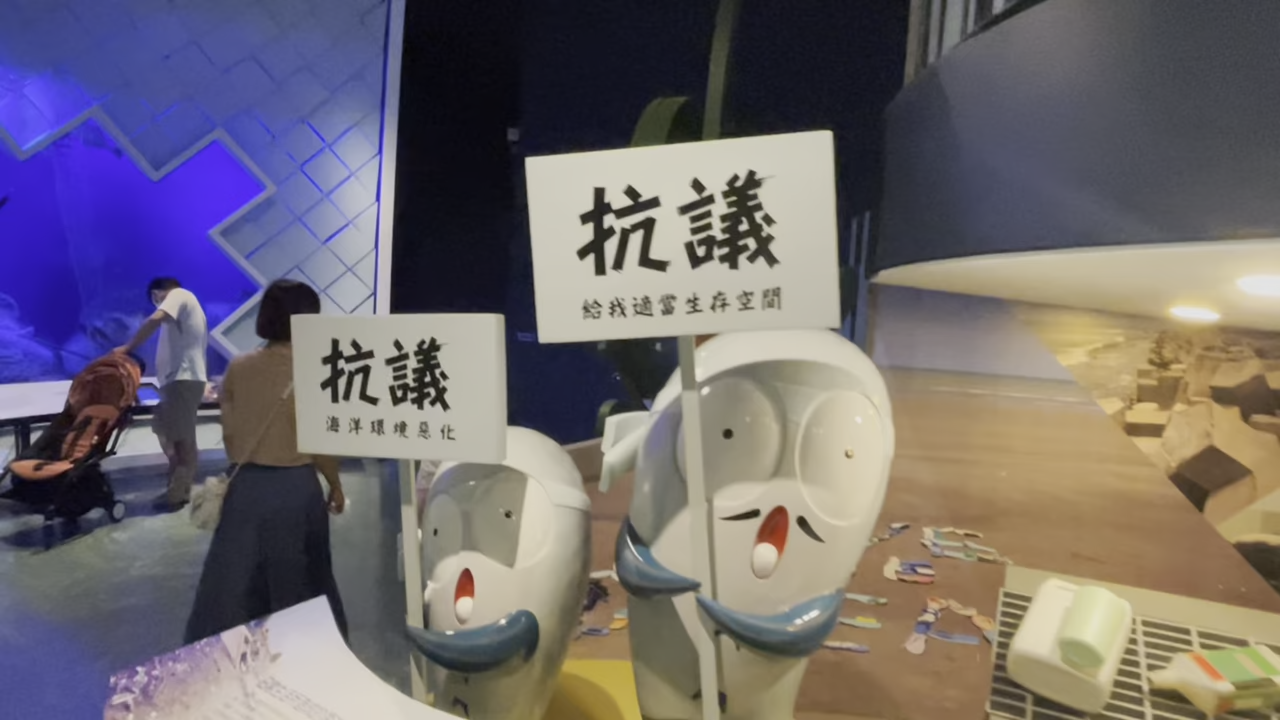 抗議
海洋環境惡化
抗議
給我適當生存空間